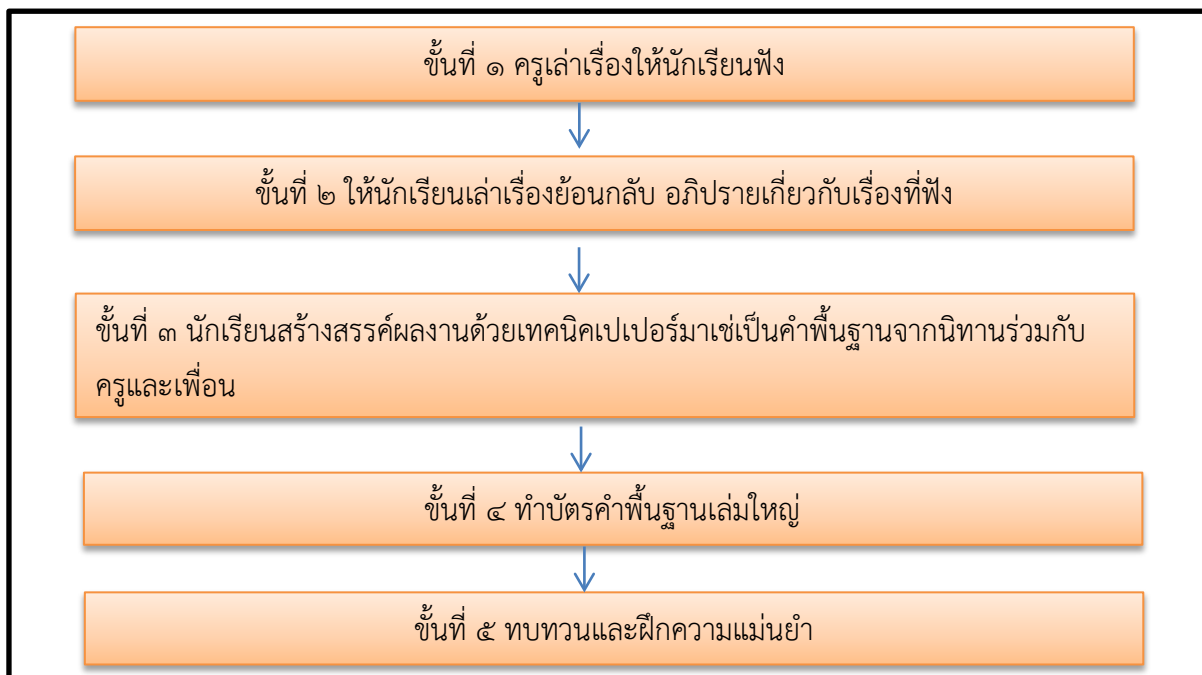 ขั้นที่ ๑ ครูเล่าเรื่องให้นักเรียนฟัง
ขั้นที่ ๒ ให้นักเรียนเล่าเรื่องย้อนกลับ อภิปรายเกี่ยวกับเรื่องที่ฟัง
ขั้นที่ ๓ นักเรียนสร้างสรรค์ผลงานด้วยเทคนิคเปเปอร์มาเช่เป็นคำพื้นฐานจากนิทานร่วมกับ
ครูและเพื่อน
ขั้นที่ ๔ ทำบัตรคำพื้นฐานเล่มใหญ่
ขั้นที่ ๕ ทบทวนและฝึกความแม่นยำ